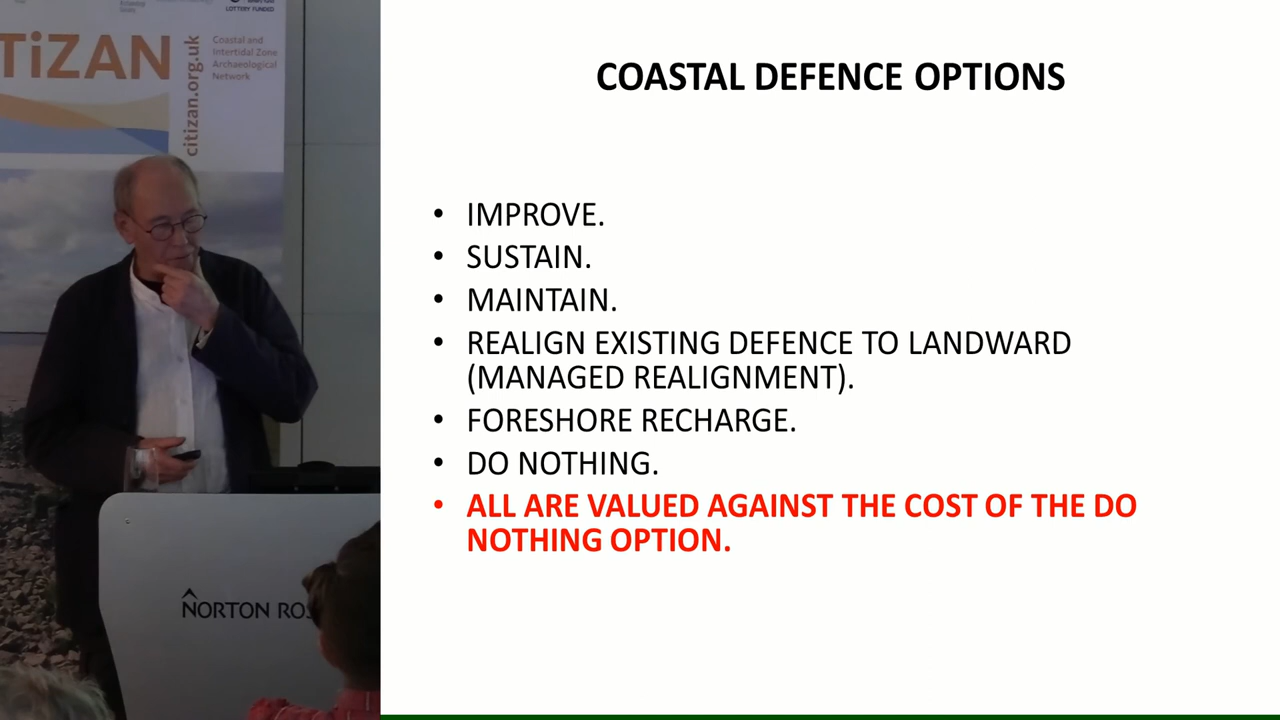 LOTTERY FUNDED
TiZAN
citizan.org.uk
Coastal and
Intertidal Zone
Archaeological
Network
NORTON
COASTAL DEFENCE OPTIONS
• IMPROVE.
• SUSTAIN.
• MAINTAIN.
• REALIGN EXISTING DEFENCE TO LANDWARD
(MANAGED REALIGNMENT).
• FORESHORE RECHARGE.
• DO NOTHING.
• ALL ARE VALUED AGAINST THE COST OF THE DO
NOTHING OPTION.